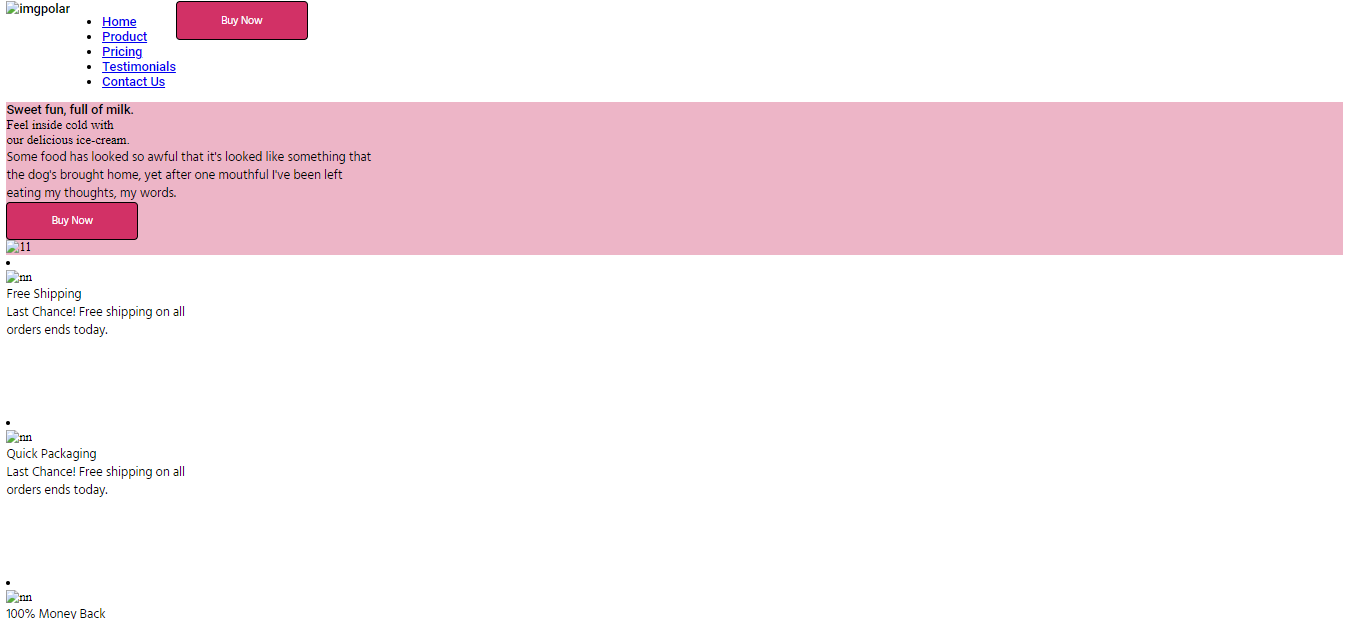 imgpolar
Home
Product
Pricing
Testimonials
Contact Us
Buy Now
Sweet fun, full of milk.
Feel inside cold with
our delicious ice-cream.
Some food has looked so awful that it's looked like something that
the dog's brought home, yet after one mouthful I've been left
eating my thoughts, my words.
Buy Now
11
nn
Free Shipping
Last Chance! Free shipping on all
orders ends today.
nn
Quick Packaging
Last Chance! Free shipping on all
orders ends today.
nn
100% Money Back